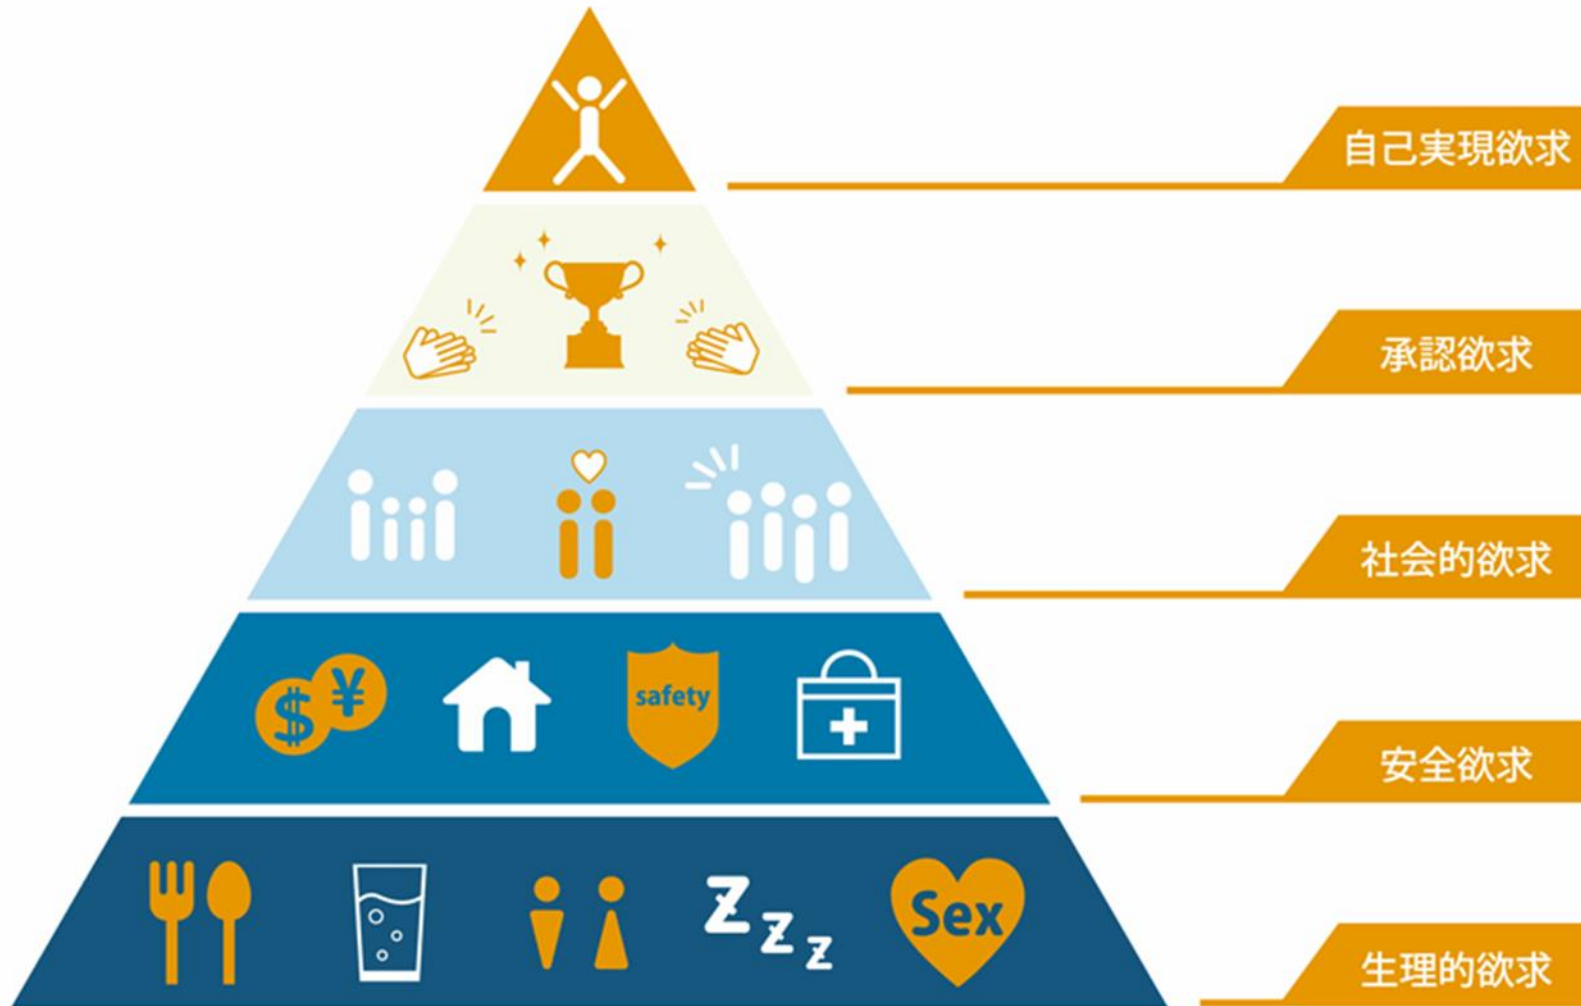 自己実現欲求
承認欲求
社会的欲求
$ ¥
safety
安全欲求
Z Z Z
Sex
生理的欲求